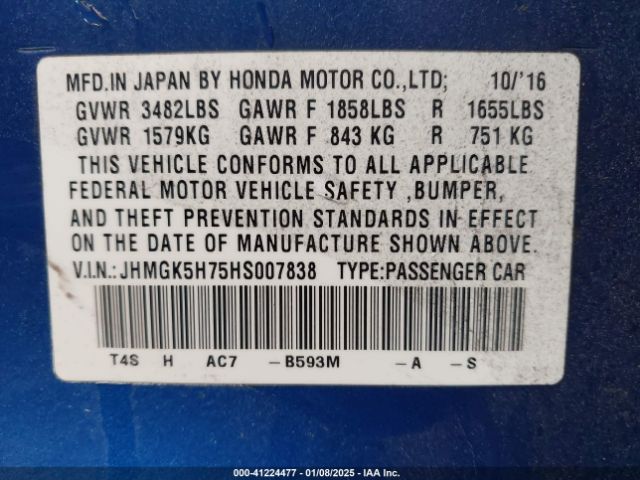 MFD.IN JAPAN BY HONDA MOTOR CO.,LTD; 10/'16
GVWR 3482LBS GAWR F 1858LBS R 1655LBS
GVWR 1579KG GAWR F 843 KG R 751 KG
THIS VEHICLE CONFORMS TO ALL APPLICABLE
FEDERAL MOTOR VEHICLE SAFETY ,BUMPER,
AND THEFT PREVENTION STANDARDS IN EFFECT
ON THE DATE OF MANUFACTURE SHOWN ABOVE.
V.I.N.:JHMGK5H75HS007838 TYPE:PASSENGER CAR
T4S H AC7 -B593M -A -S
000-41224477 - 01/08/2025 - IAA Inc.